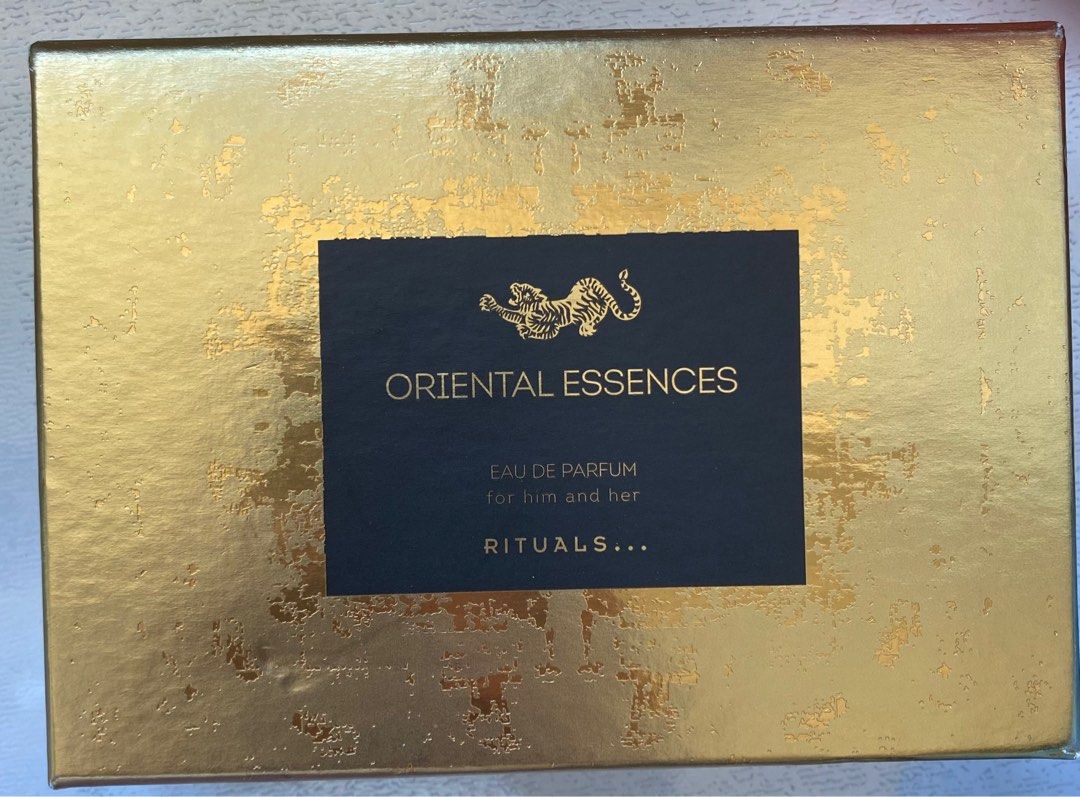 ORIENTAL ESSENCES
EAU DE PARFUM
for him and her
RITUALS...